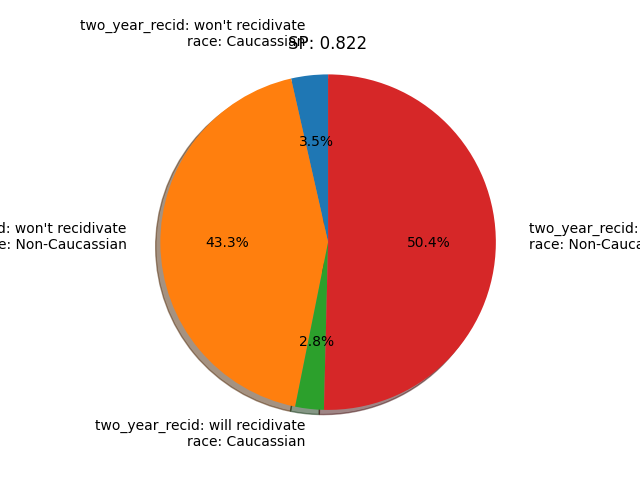 two_year_recid: won't recidivate
race: Caucassian
SP: 0.822
3.5%
d: won't recidivate
e: Non-Caucassian
43.3%
50.4%
two_year_recid:
race: Non-Cauca
2.8%
two_year_recid: will recidivate
race: Caucassian